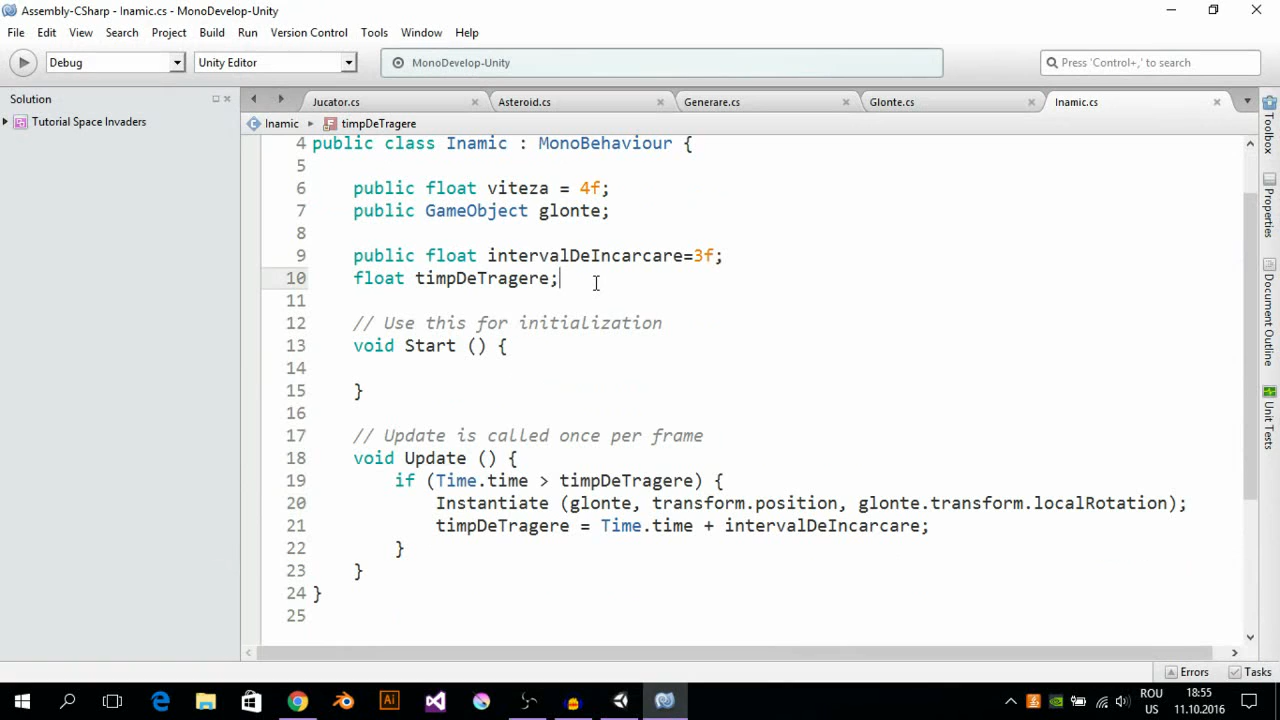 Assembly-CSharp - Inamic.cs - MonoDevelop-Unity
File Edit View Search Project Build Run Version Control Tools Window Help
Debug Unity Editor MonoDevelop-Unity Press 'Control+,' to search
Solution
Jucator.cs Asteroid.cs Generare.cs Glonte.cs Inamic.cs
Tutorial Space Invaders
Inamic timpDeTragere
4 public class Inamic : MonoBehaviour {
5
6 public float viteza = 4f;
7 public GameObject glonte;
8
9 public float intervalDeIncarcare=3f;
10 float timpDeTragere;
11
12 // Use this for initialization
13 void Start () {
14
15 }
16
17 // Update is called once per frame
18 void Update () {
19 if (Time.time > timpDeTragere) {
20 Instantiate (glonte, transform.position, glonte.transform.localRotation);
21 timpDeTragere = Time.time + intervalDeIncarcare;
22 }
23 }
24 }
25
Toolbox
Properties
Document Outline
Unit Tests
Errors Tasks
Ai
ROU 18:55
US 11.10.2016